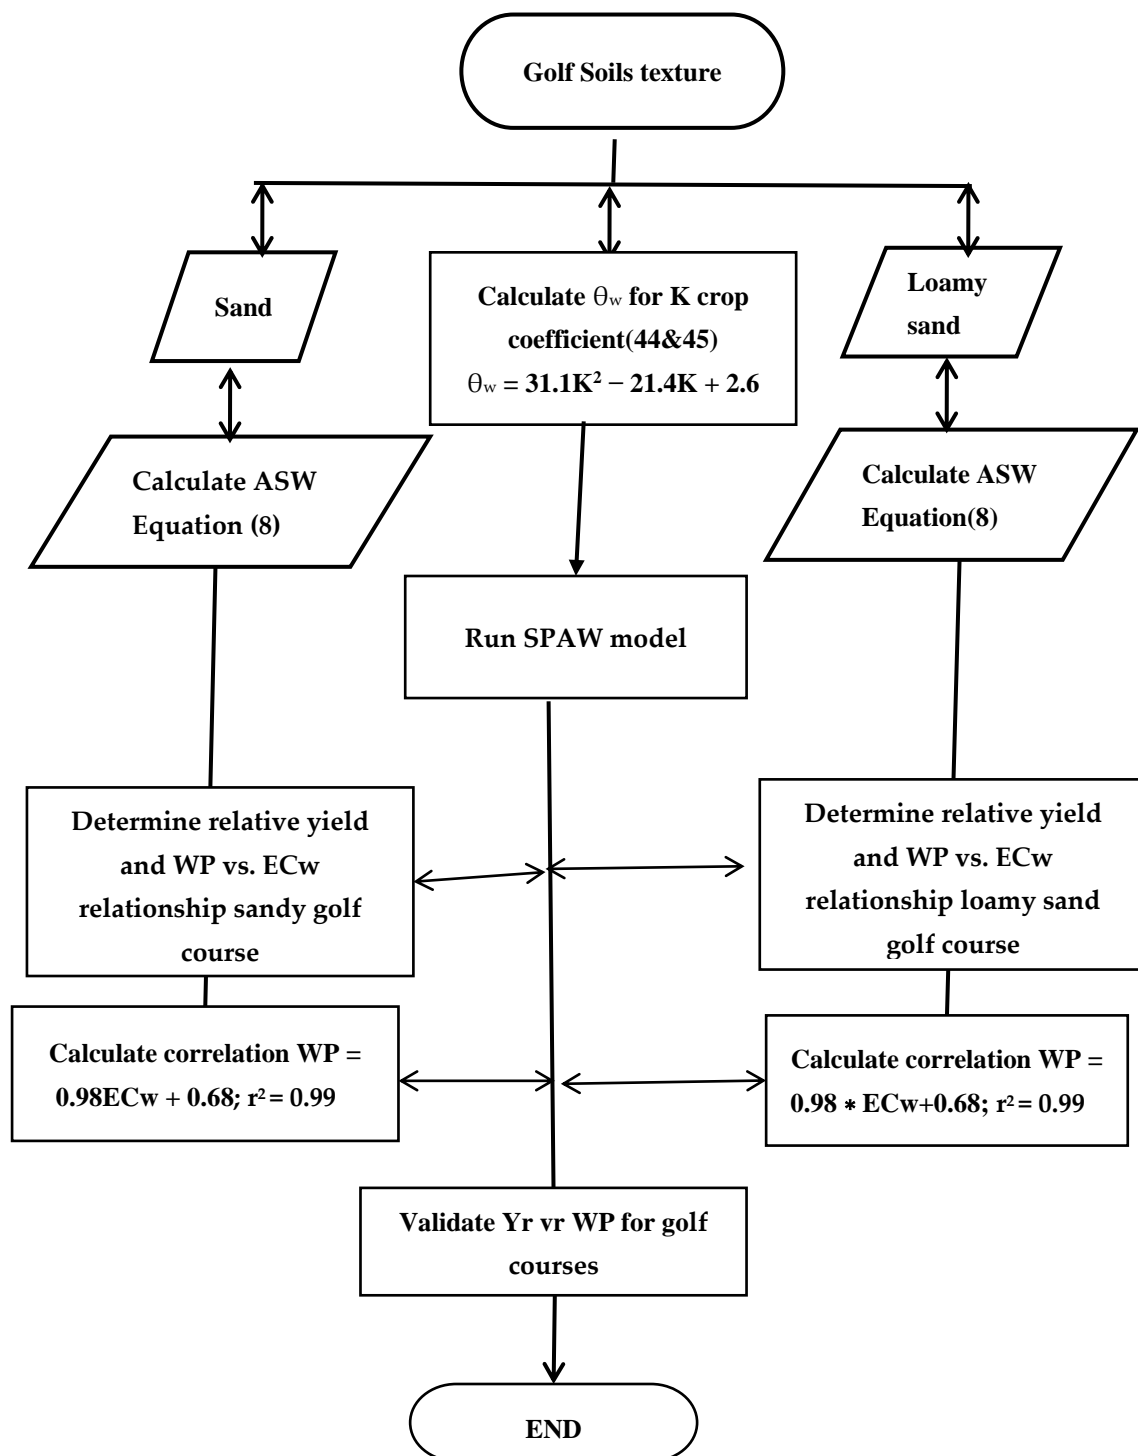 Golf Soils texture
Sand
Calculate θw for K crop
coefficient(44&45)
θw = 31.1K² − 21.4K + 2.6
Loamy
sand
Calculate ASW
Equation (8)
Calculate ASW
Equation(8)
Run SPAW model
Determine relative yield
and WP vs. ECw
relationship sandy golf
course
Determine relative yield
and WP vs. ECw
relationship loamy sand
golf course
Calculate correlation WP =
0.98ECw + 0.68; r² = 0.99
Calculate correlation WP =
0.98 * ECw+0.68; r² = 0.99
Validate Yr vr WP for golf
courses
END